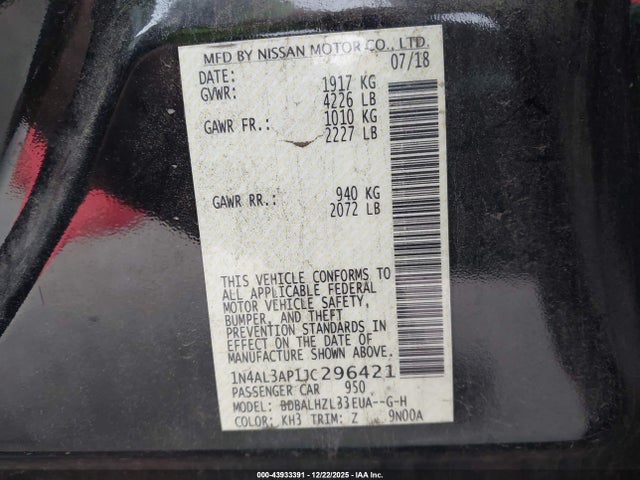 MFD BY NISSAN MOTOR CO., LTD.
DATE: 07/18
GVWR: 1917 KG
4226 LB
GAWR FR.: 1010 KG
2227 LB
GAWR RR.: 940 KG
2072 LB
THIS VEHICLE CONFORMS TO
ALL APPLICABLE FEDERAL
MOTOR VEHICLE SAFETY,
BUMPER, AND THEFT
PREVENTION STANDARDS IN
EFFECT ON THE DATE OF
MANUFACTURE SHOWN ABOVE.
1N4AL3AP1JC296421
PASSENGER CAR 950
MODEL: BDBALHZL33EUA--G-H
COLOR: KH3 TRIM: Z 9N00A
000-43933391 - 12/22/2025 - IAA Inc.